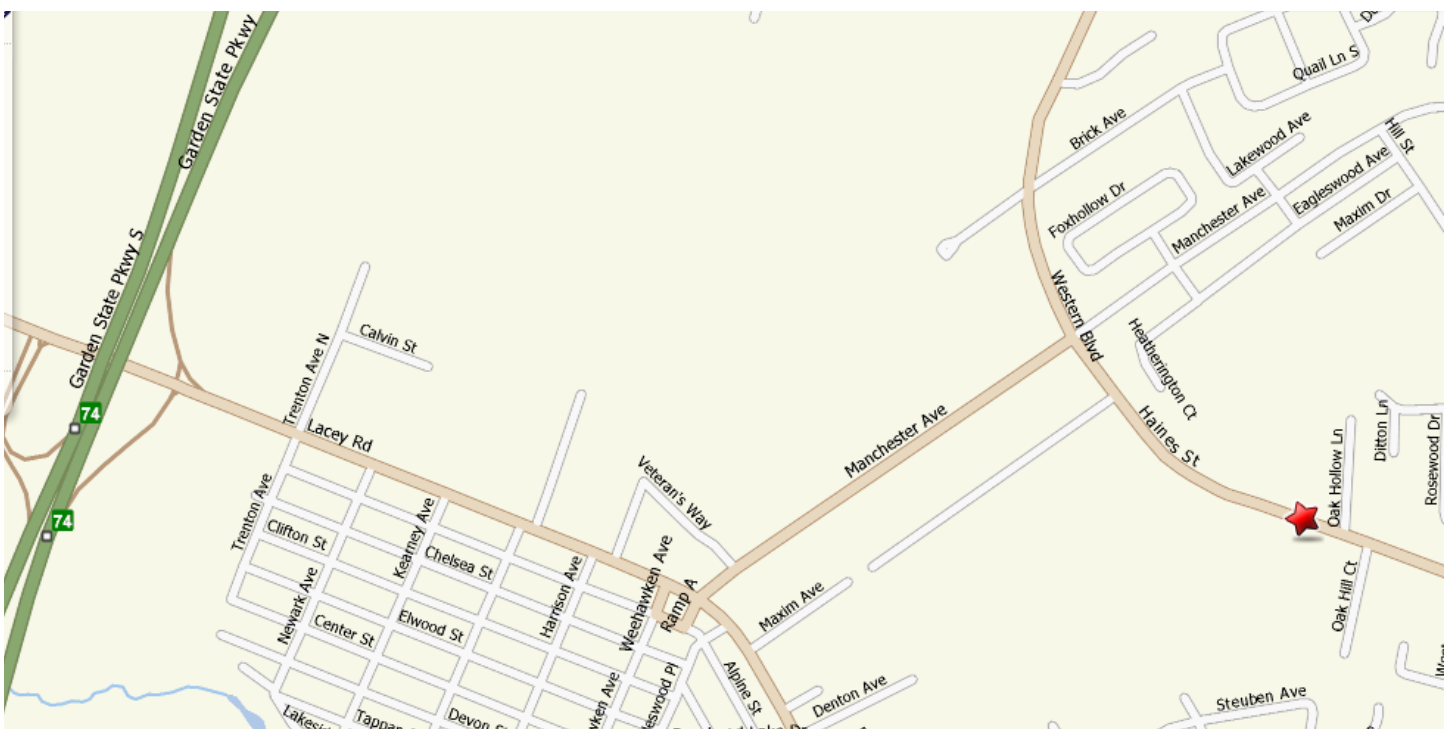 Garden State Pkwy
Quail Ln S
Brick Ave
Hill St
Lakewood Ave
Eagleswood Ave
Foxhollow Dr
Manchester Ave
Maxim Dr
Garden State Pkwy S
Western Blvd
Calvin St
Trenton Ave N
Heatherington Ct
74
Lacey Rd
Manchester Ave
Haines St
Ditton Ln
Oak Hollow Ln
Rosewood Dr
Veteran's Way
Trenton Ave
74
Clifton St
Kearney Ave
Chelsea St
Harrison Ave
Weehawken Ave
Ramp A
Maxim Ave
Oak Hill Ct
Newark Ave
Center St
Elwood St
Alpine St
Denton Ave
Steuben Ave
Devon St